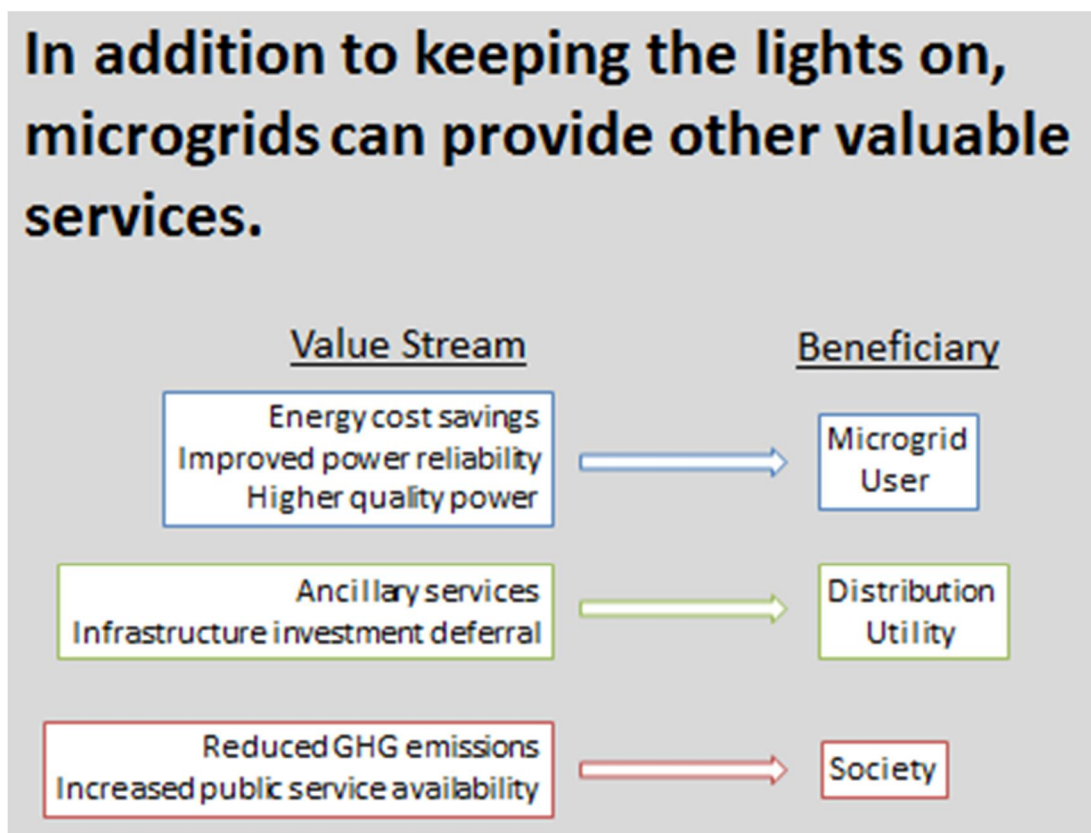 In addition to keeping the lights on,
microgrids can provide other valuable
services.
Value Stream
Beneficiary
Energy cost savings
Improved power reliability
Higher quality power
Microgrid
User
Ancillary services
Infrastructure investment deferral
Distribution
Utility
Reduced GHG emissions
Increased public service availability
Society